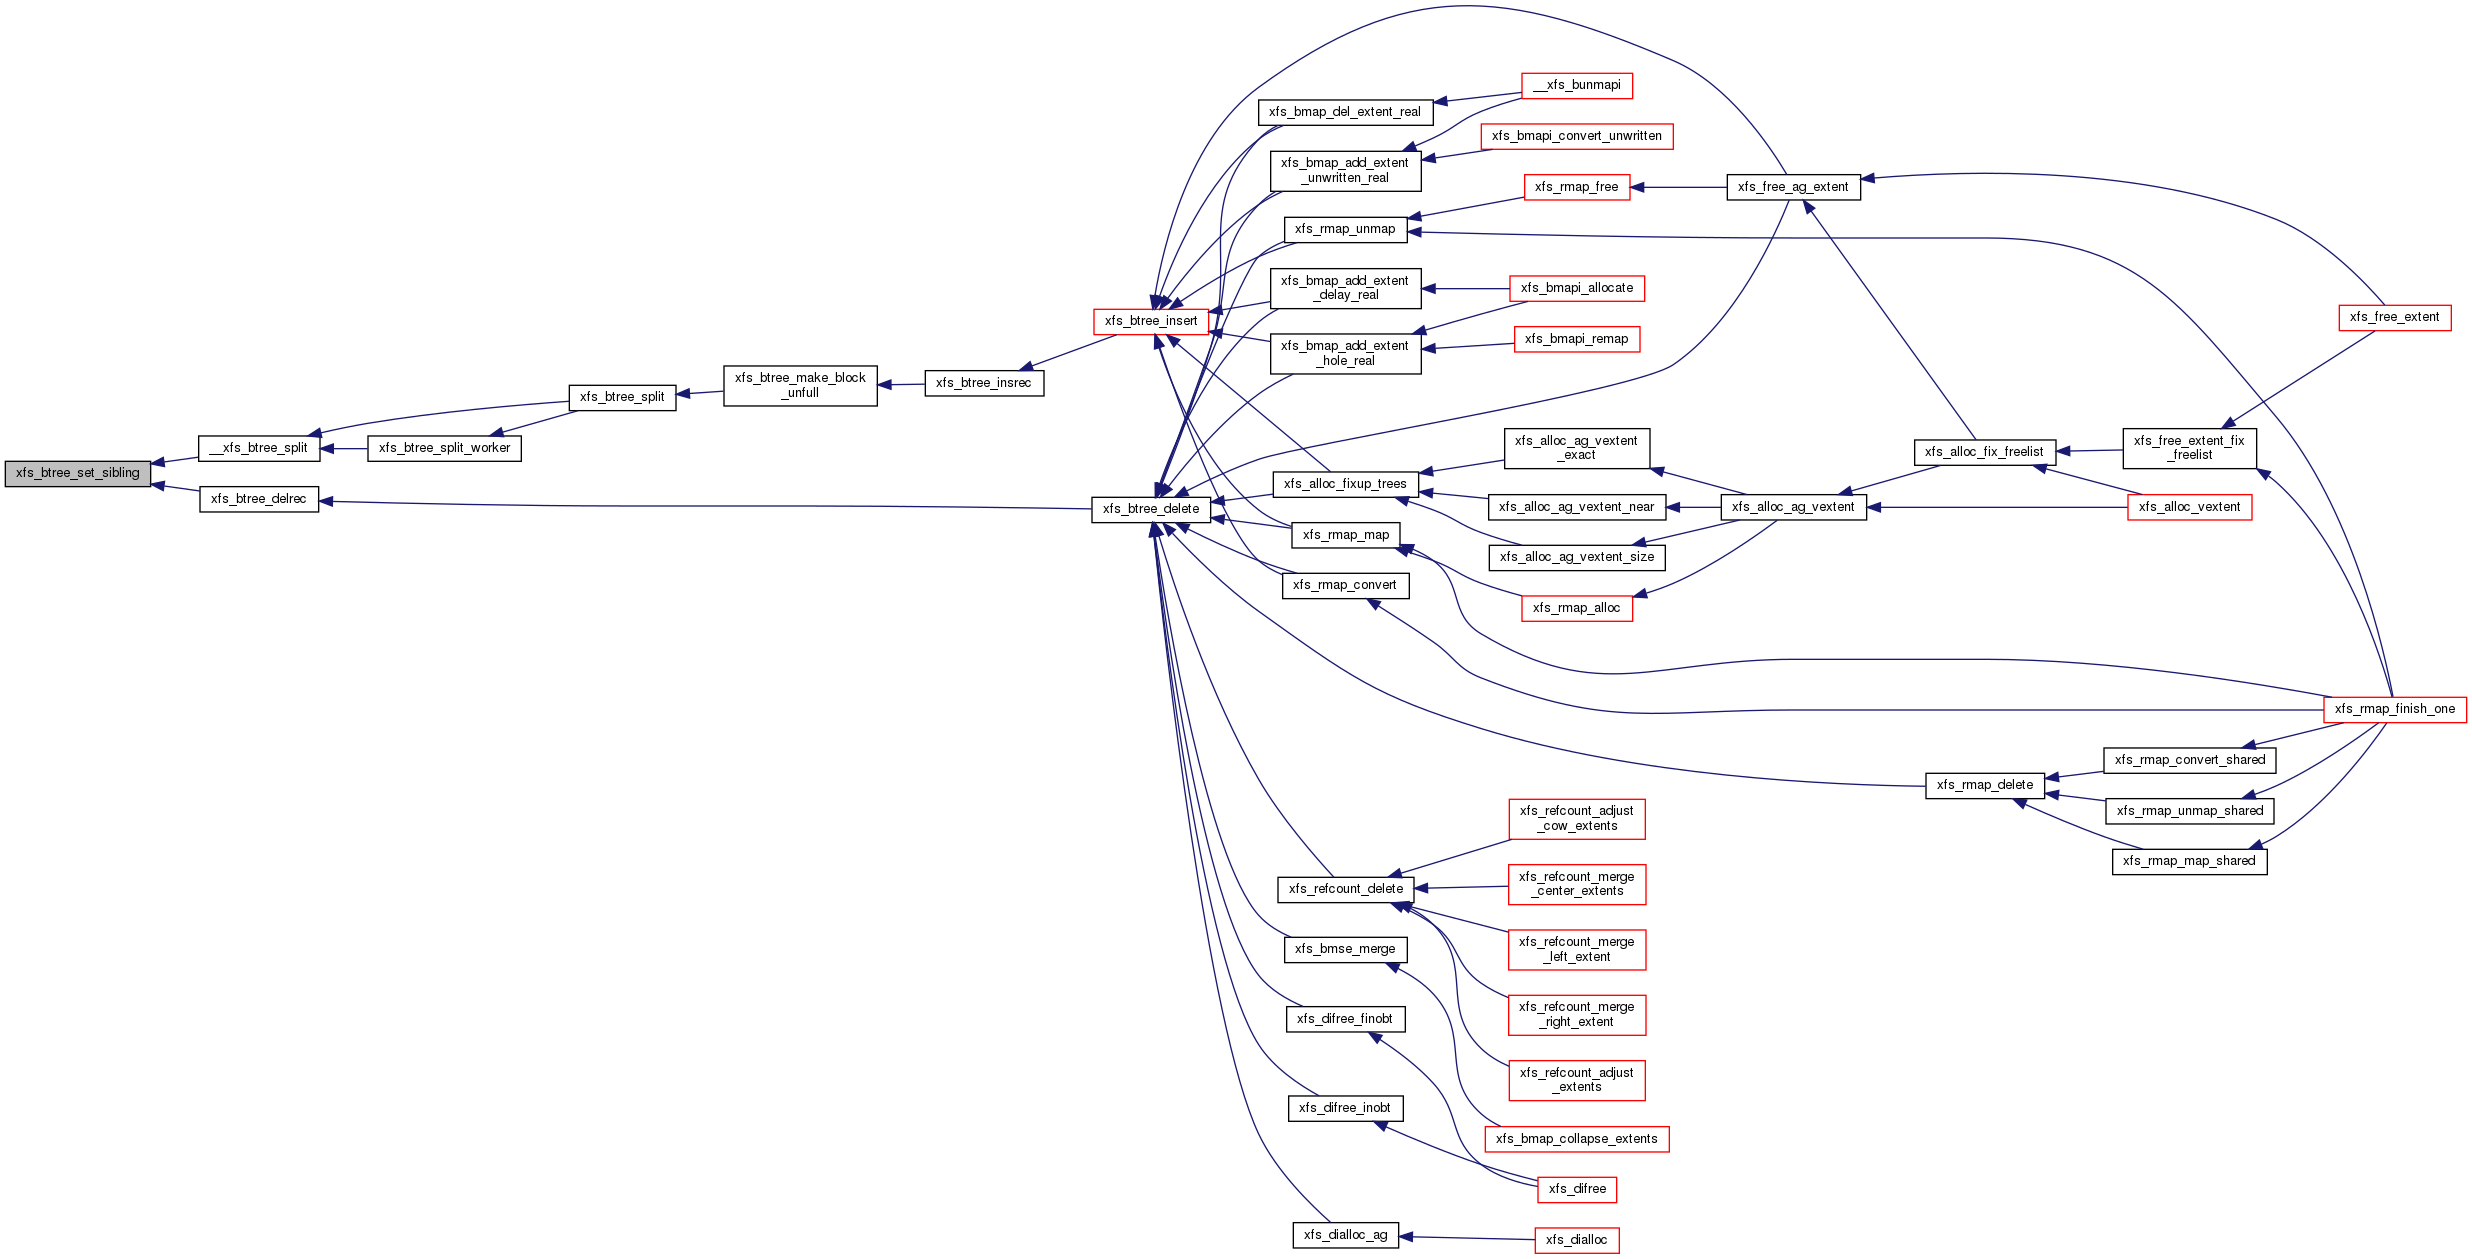 xfs_btree_set_sibling
__xfs_btree_split
xfs_btree_delrec
xfs_btree_split_worker
xfs_btree_split
xfs_btree_make_block
_unfull
xfs_btree_insrec
xfs_btree_insert
xfs_btree_delete
xfs_bmap_del_extent_real
xfs_bmap_add_extent
_unwritten_real
xfs_rmap_unmap
xfs_bmap_add_extent
_delay_real
xfs_bmap_add_extent
_hole_real
xfs_alloc_fixup_trees
xfs_rmap_map
xfs_rmap_convert
xfs_refcount_delete
xfs_bmse_merge
xfs_difree_finobt
xfs_difree_inobt
xfs_dialloc_ag
__xfs_bunmapi
xfs_bmapi_convert_unwritten
xfs_rmap_free
xfs_bmapi_allocate
xfs_bmapi_remap
xfs_alloc_ag_vextent
_exact
xfs_alloc_ag_vextent_near
xfs_alloc_ag_vextent_size
xfs_rmap_alloc
xfs_refcount_adjust
_cow_extents
xfs_refcount_merge
_center_extents
xfs_refcount_merge
_left_extent
xfs_refcount_merge
_right_extent
xfs_refcount_adjust
_extents
xfs_bmap_collapse_extents
xfs_difree
xfs_dialloc
xfs_free_ag_extent
xfs_alloc_ag_vextent
xfs_alloc_fix_freelist
xfs_rmap_delete
xfs_free_extent_fix
_freelist
xfs_alloc_vextent
xfs_rmap_convert_shared
xfs_rmap_unmap_shared
xfs_rmap_map_shared
xfs_free_extent
xfs_rmap_finish_one